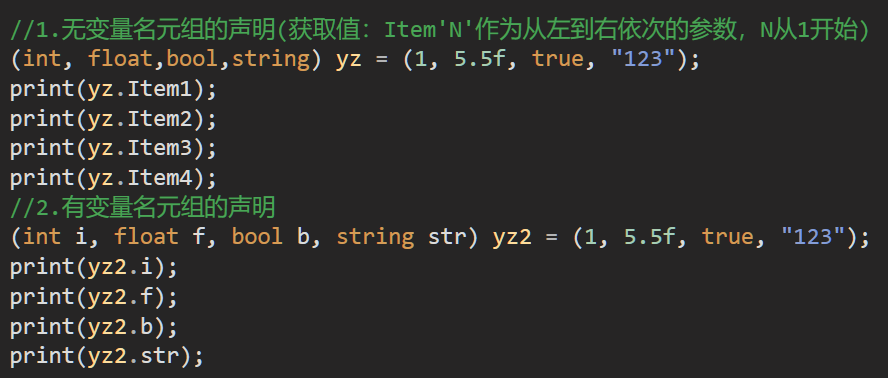 //1.无变量名元组的声明(获取值：Item'N'作为从左到右依次的参数，N从1开始)
(int, float,bool,string) yz = (1, 5.5f, true, "123");
print(yz.Item1);
print(yz.Item2);
print(yz.Item3);
print(yz.Item4);
//2.有变量名元组的声明
(int i, float f, bool b, string str) yz2 = (1, 5.5f, true, "123");
print(yz2.i);
print(yz2.f);
print(yz2.b);
print(yz2.str);